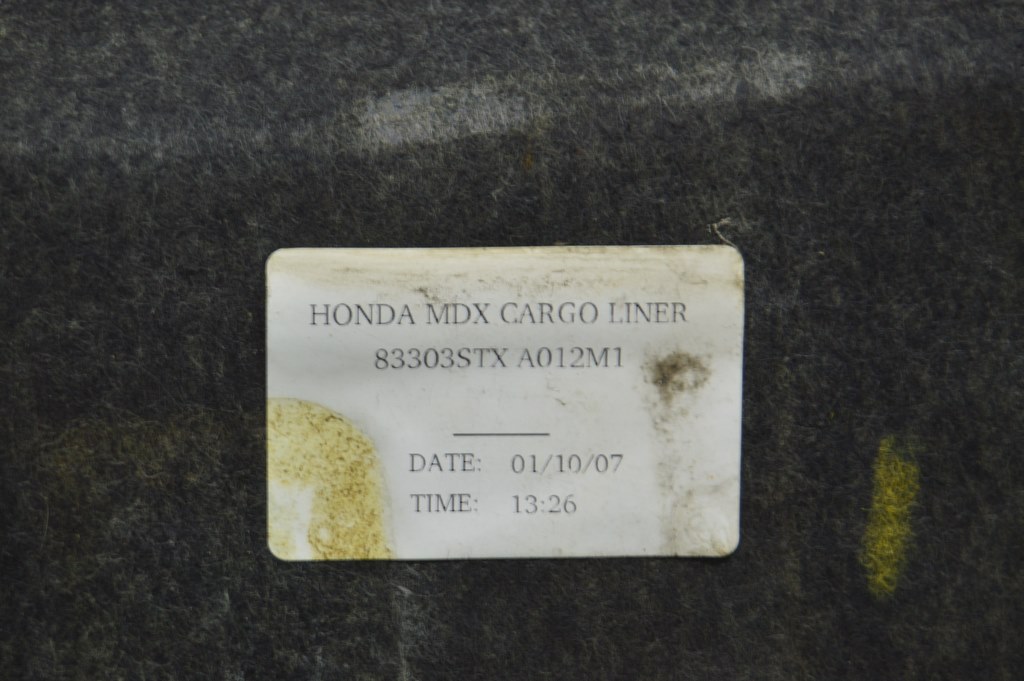 HONDA MDX CARGO LINER
83303STX A012M1
DATE: 01/10/07
TIME: 13:26